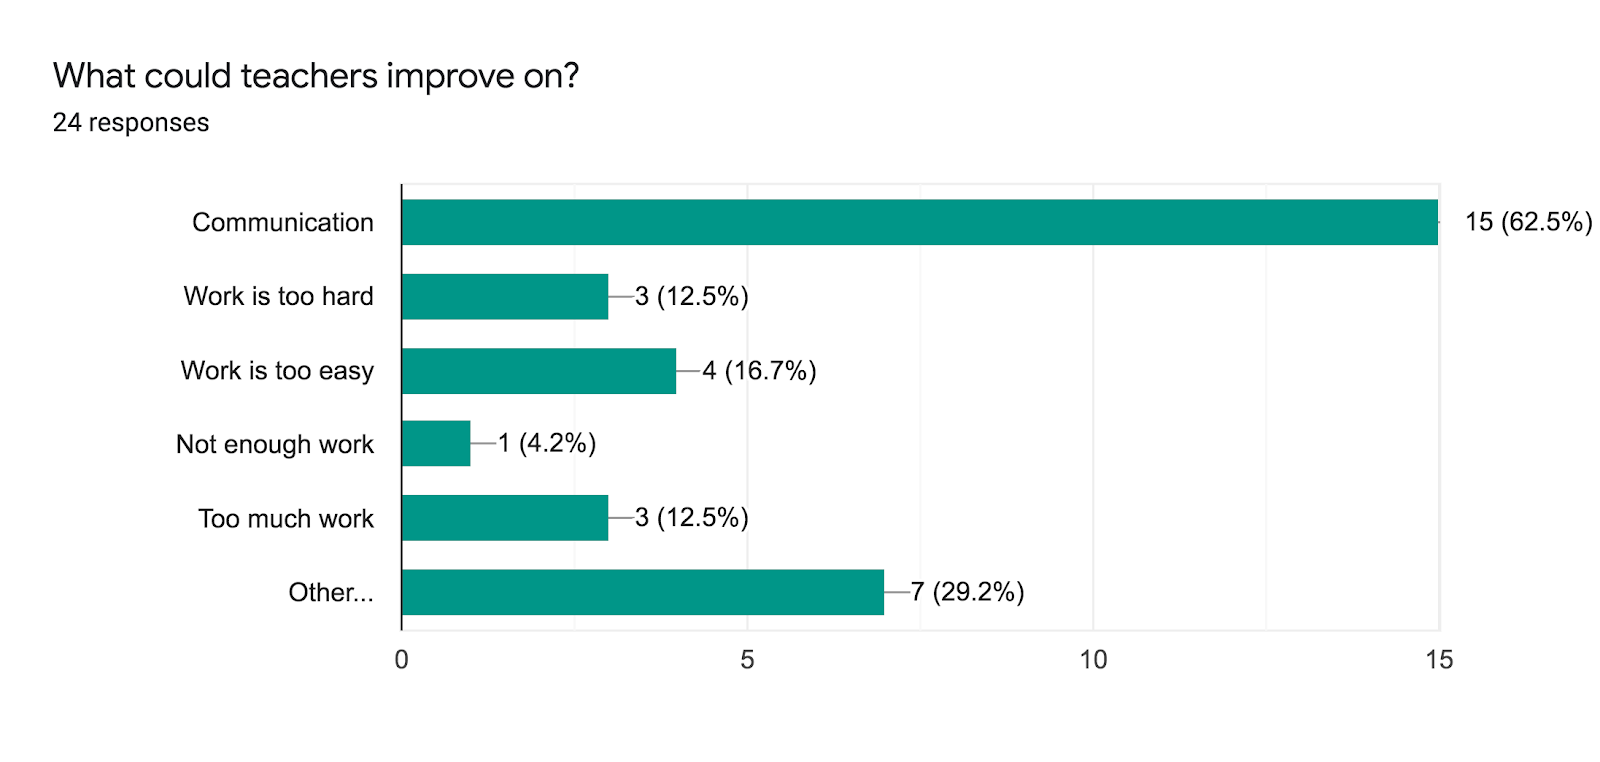 What could teachers improve on?
24 responses
Communication 15 (62.5%)
Work is too hard 3 (12.5%)
Work is too easy 4 (16.7%)
Not enough work 1 (4.2%)
Too much work 3 (12.5%)
Other... 7 (29.2%)
0 5 10 15